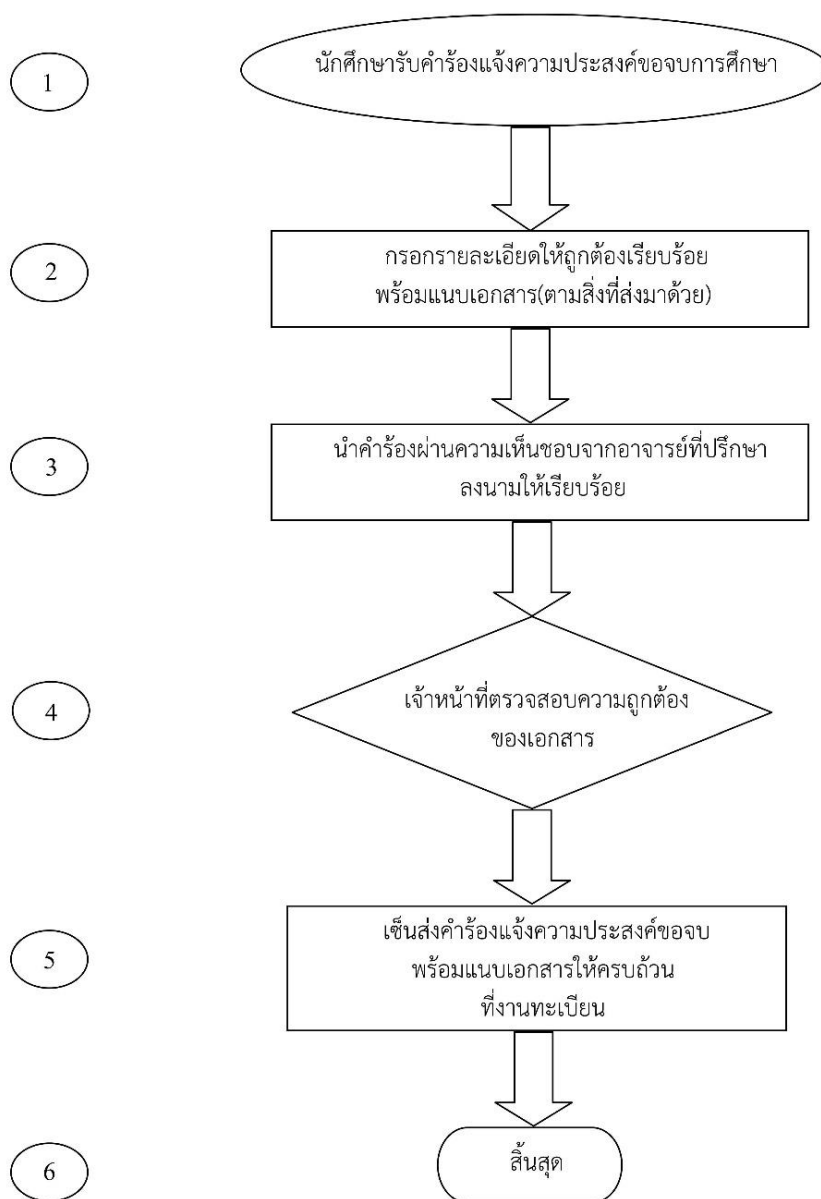 1
นักศึกษารับคำร้องแจ้งความประสงค์ขอจบการศึกษา
2
กรอกรายละเอียดให้ถูกต้องเรียบร้อย
พร้อมแนบเอกสาร(ตามสิ่งที่ส่งมาด้วย)
3
นำคำร้องผ่านความเห็นชอบจากอาจารย์ที่ปรึกษา
ลงนามให้เรียบร้อย
4
เจ้าหน้าที่ตรวจสอบความถูกต้อง
ของเอกสาร
5
เซ็นส่งคำร้องแจ้งความประสงค์ขอจบ
พร้อมแนบเอกสารให้ครบถ้วน
ที่งานทะเบียน
6
สิ้นสุด